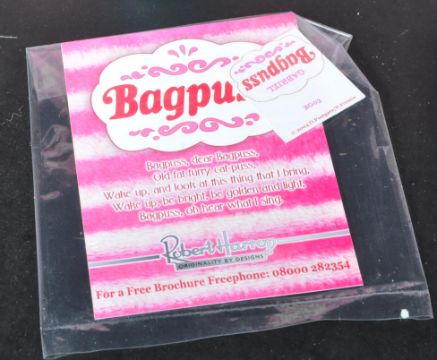 Bagpuss
Bagpuss, dear Bagpuss,
Old fat furry cat-puss,
Wake up, and look at this thing that I bring,
Wake up, be bright, be golden and light,
Bagpuss, oh hear what I sing.
Robert Harrop
ORIGINALITY BY DESIGNS
For a Free Brochure Freephone: 08000 282354
Bagpuss
GABRIEL